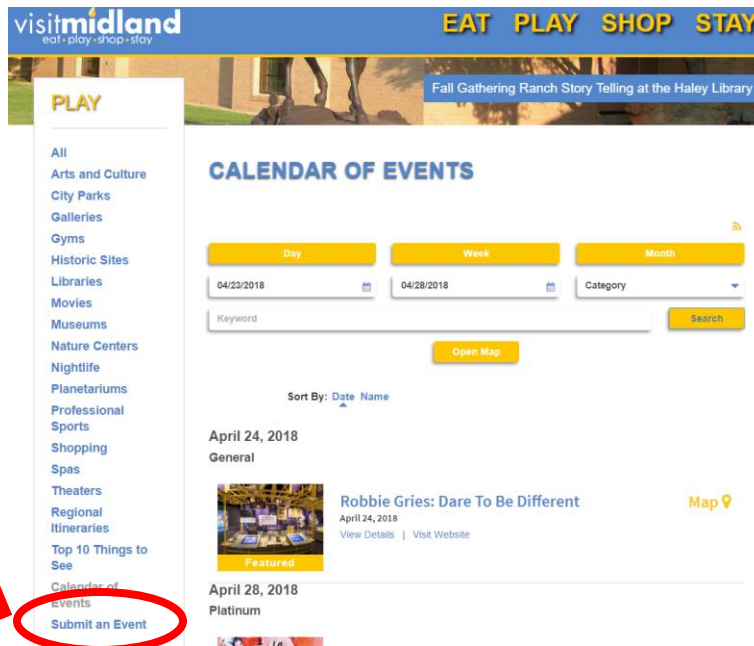 visitmidland
eat·play·shop·stay
EAT PLAY SHOP STAY
Fall Gathering Ranch Story Telling at the Haley Library
PLAY
All
Arts and Culture
City Parks
Galleries
Gyms
Historic Sites
Libraries
Movies
Museums
Nature Centers
Nightlife
Planetariums
Professional
Sports
Shopping
Spas
Theaters
Regional
Itineraries
Top 10 Things to
See
Calendar of
Events
Submit an Event
CALENDAR OF EVENTS
Day Week Month
04/23/2018 04/28/2018 Category
Keyword Search
Open Map
Sort By: Date Name
April 24, 2018
General
Robbie Gries: Dare To Be Different Map
April 24, 2018
View Details | Visit Website
Featured
April 28, 2018
Platinum